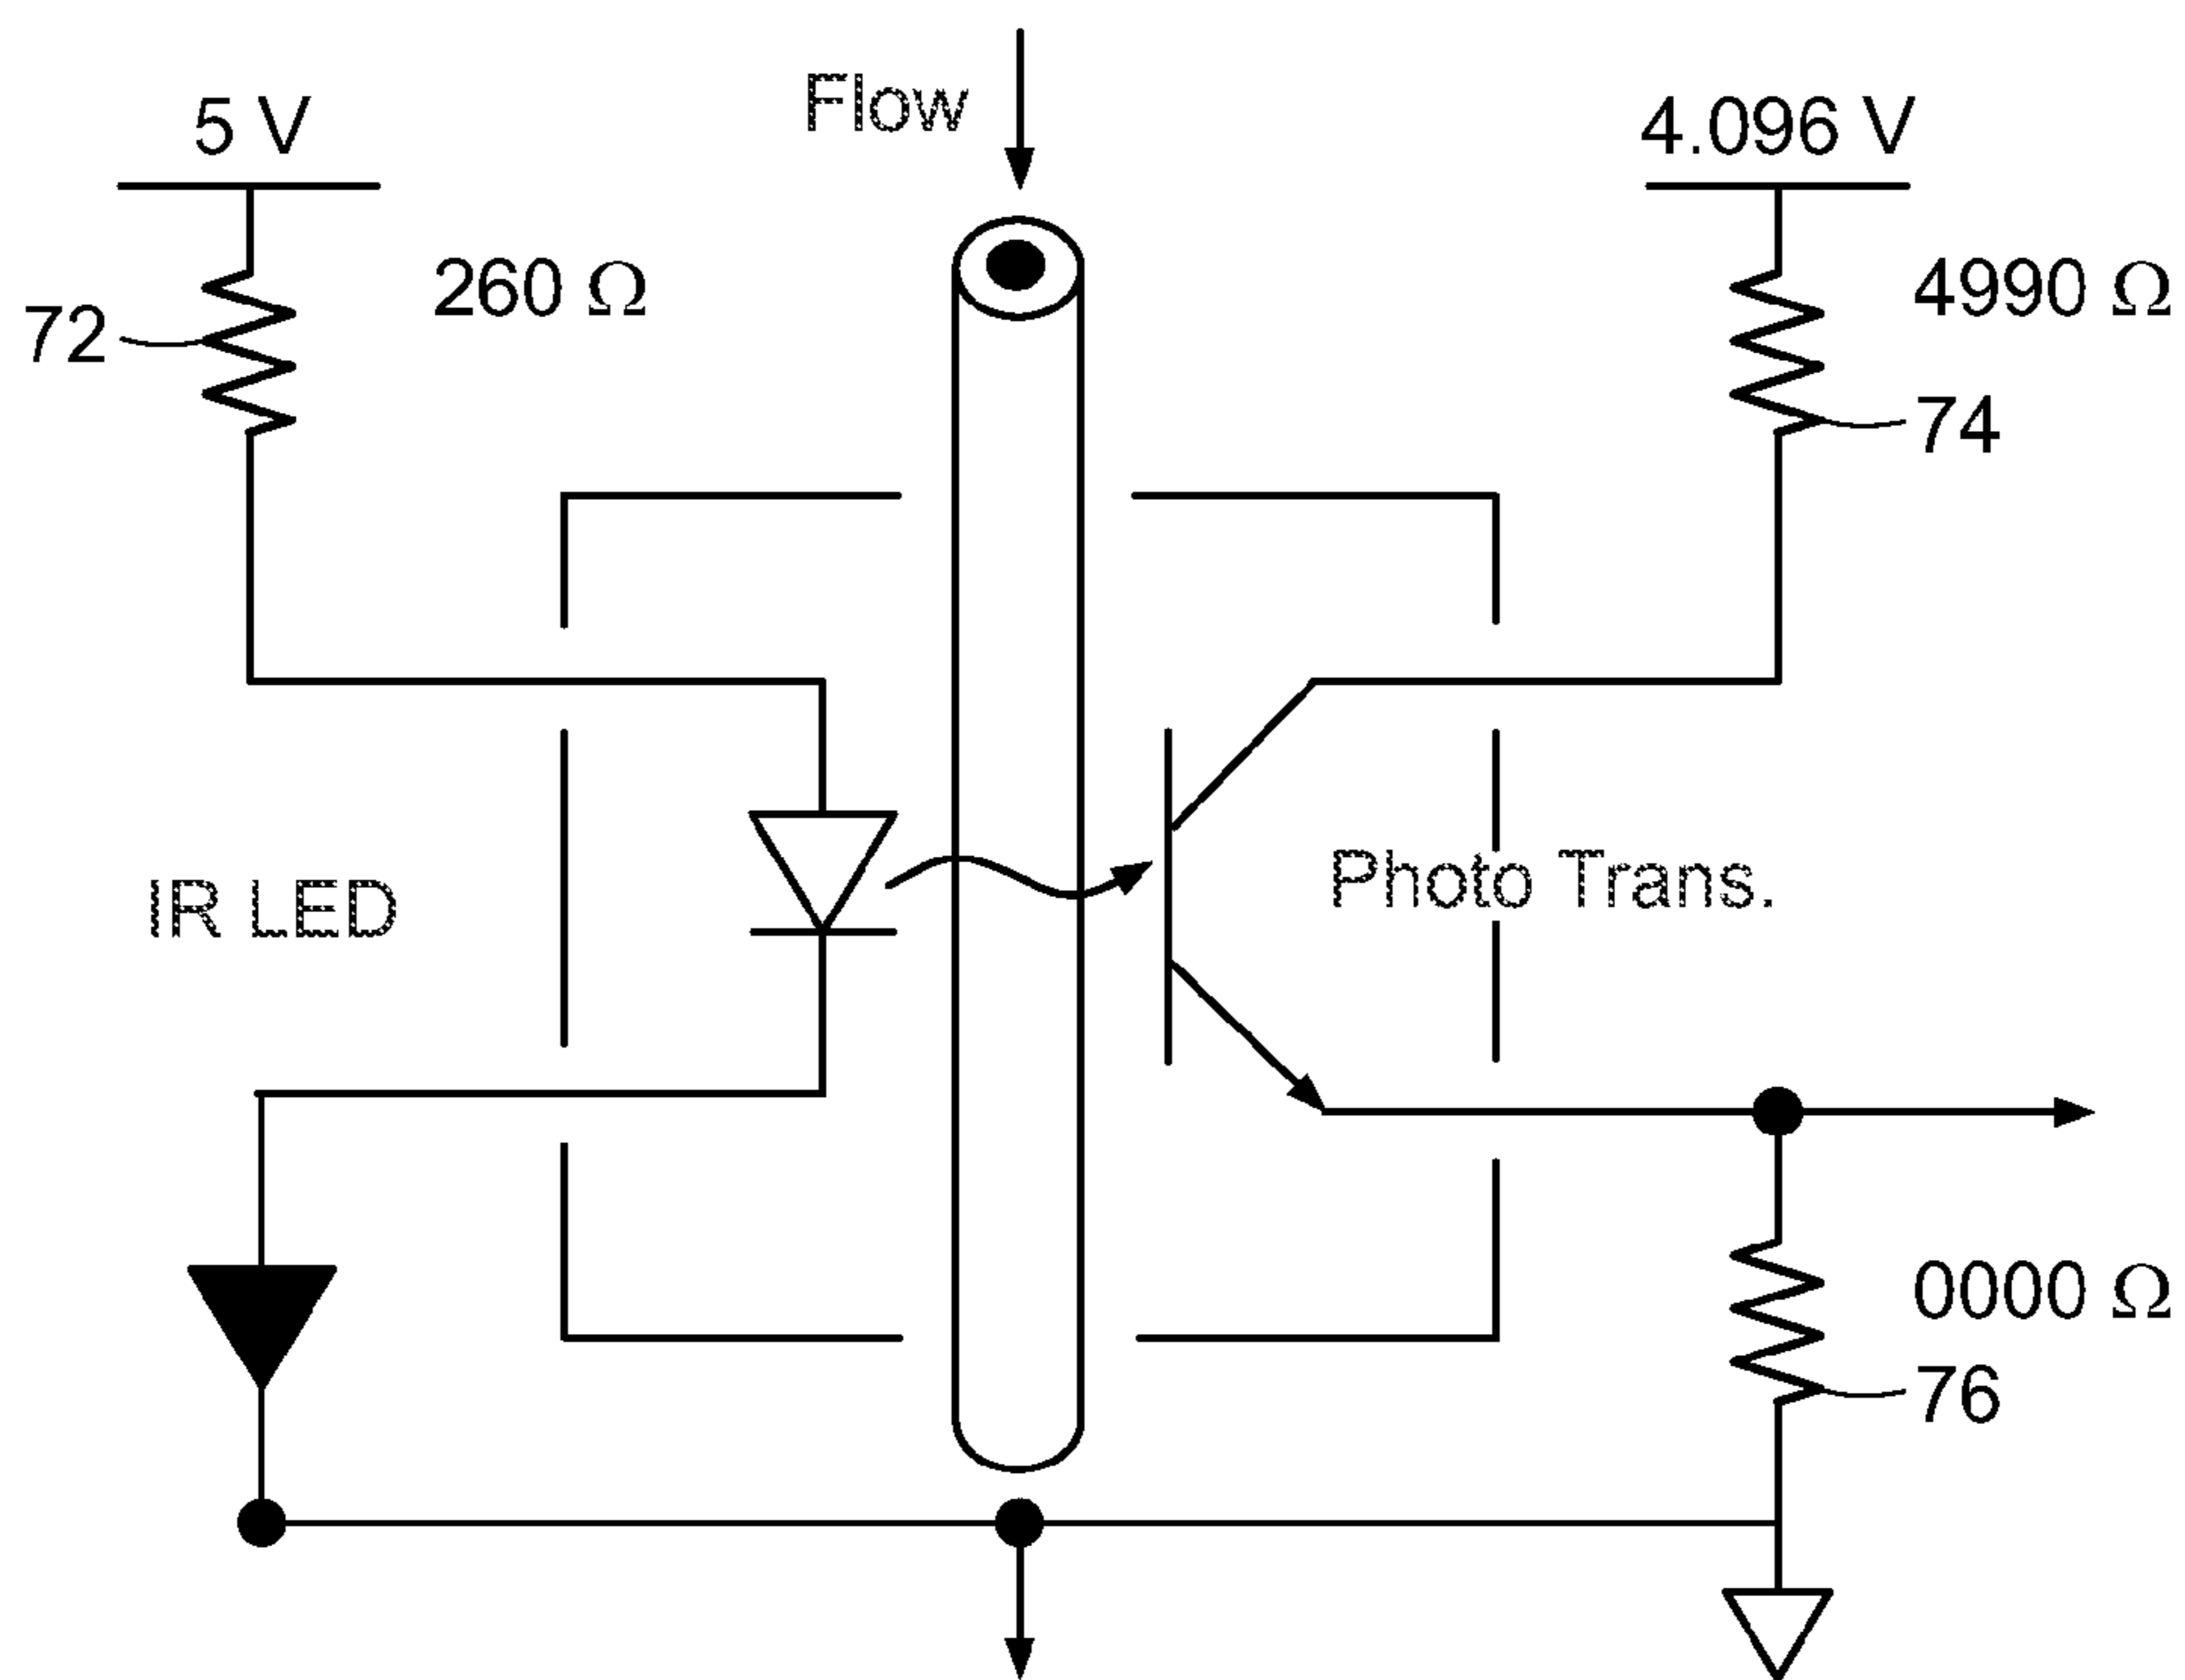 Flow
5 V
4.096 V
260 Ω
4990 Ω
72
74
IR LED
Photo Trans.
0000 Ω
76